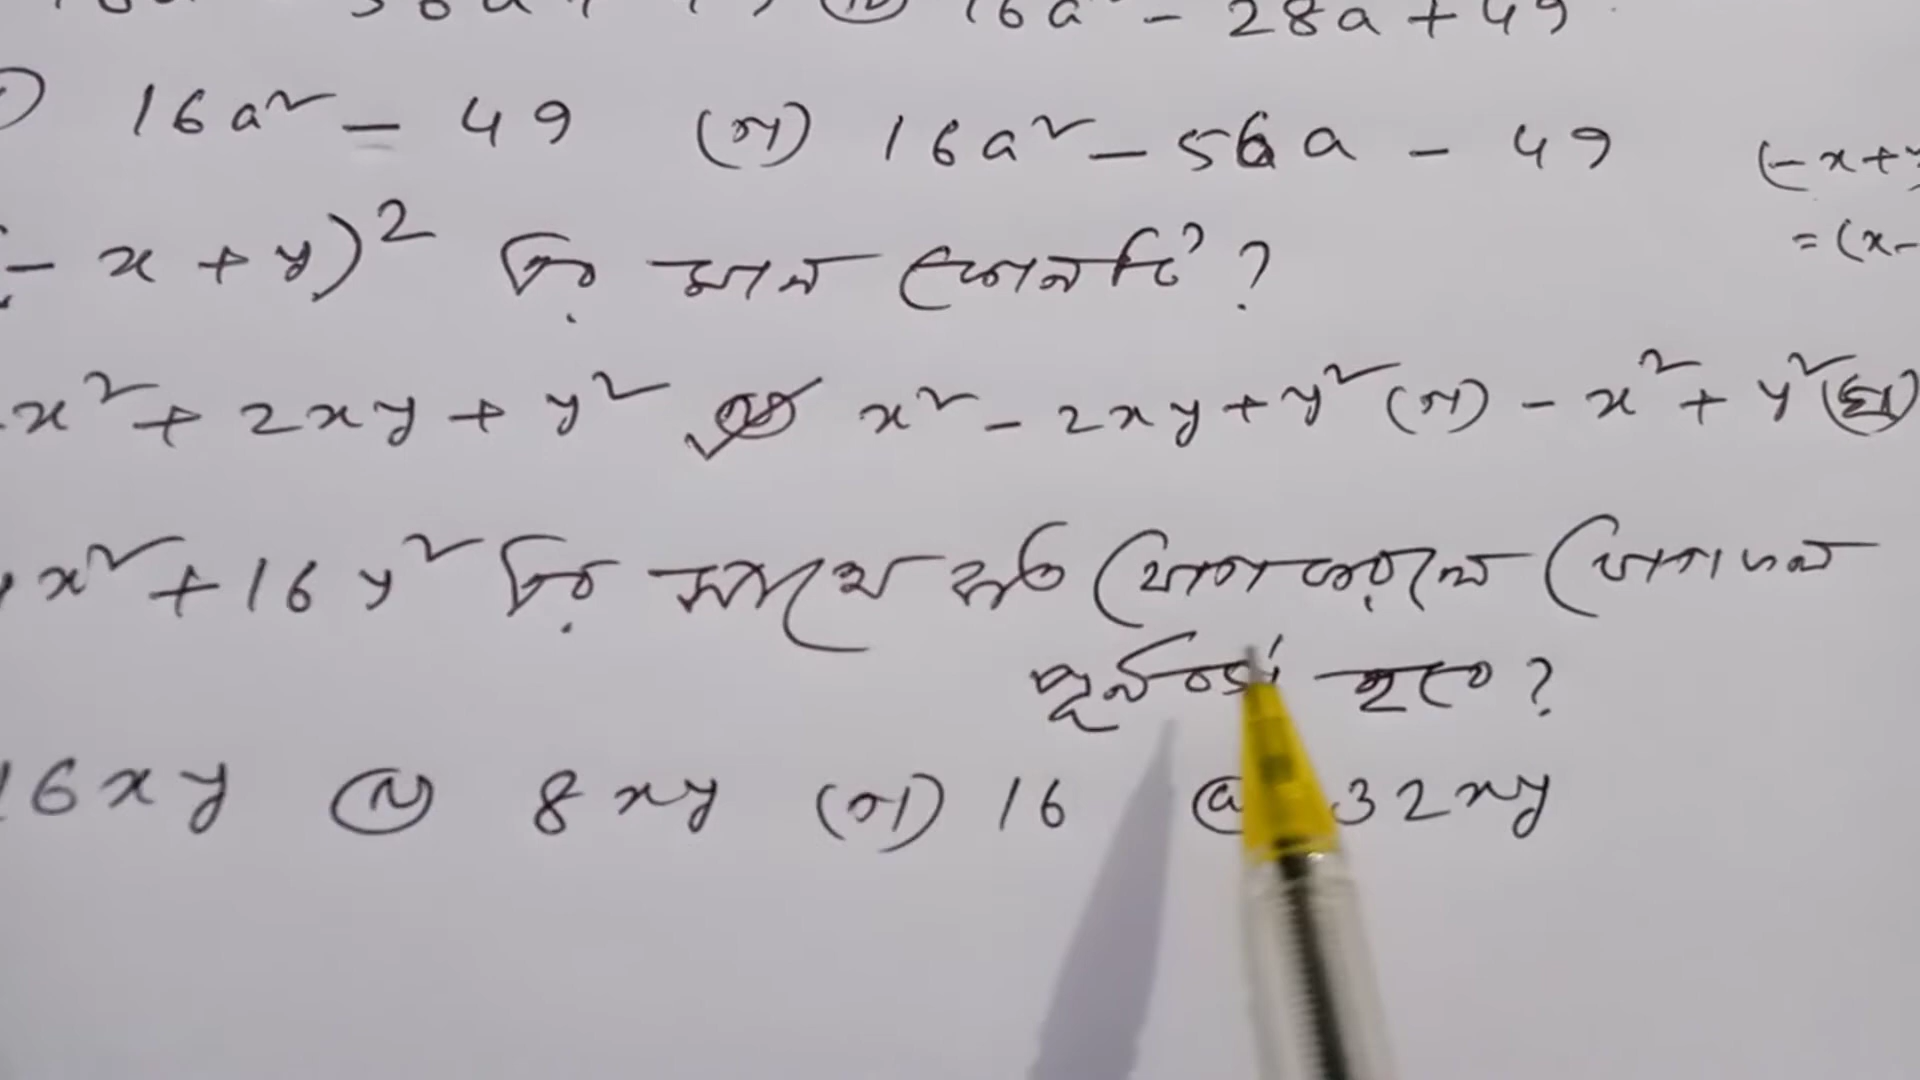 16a² - 28a + 49
16a² - 49 (গ) 16a² - 56a - 49 (-x+y
= (x-
- x + y)² এর মান কোনটি?
x² + 2xy + y² x² - 2xy + y² (গ) - x² + y² (ঘ)
x² + 16y² এর সাথে কত যোগ করলে যোগফল
পূর্ণবর্গ হবে?
16xy (খ) 8xy (গ) 16 32xy